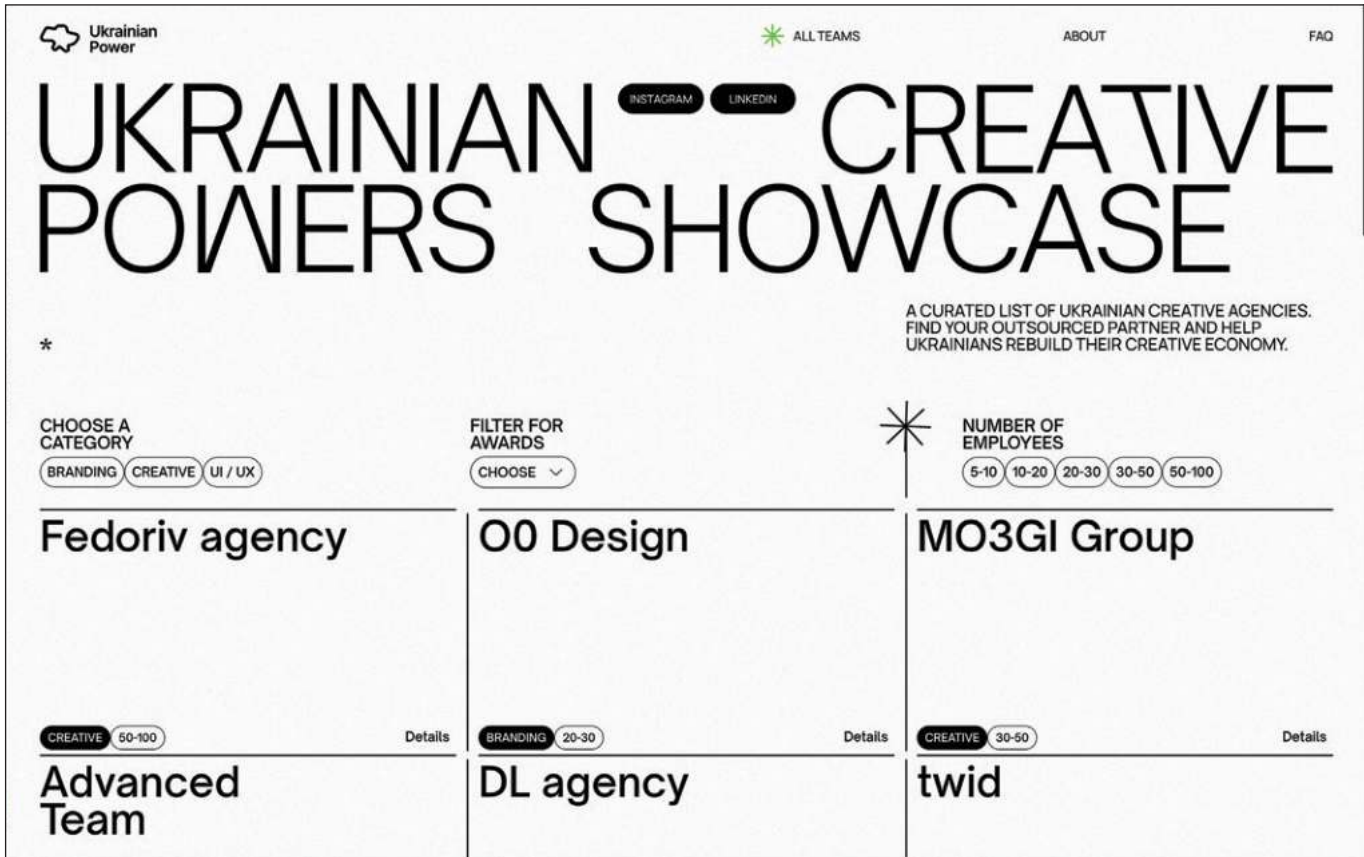 Ukrainian
Power
ALL TEAMS
ABOUT
FAQ
UKRAINIAN
INSTAGRAM
LINKEDIN
CREATIVE
POWERS SHOWCASE
A CURATED LIST OF UKRAINIAN CREATIVE AGENCIES.
FIND YOUR OUTSOURCED PARTNER AND HELP
UKRAINIANS REBUILD THEIR CREATIVE ECONOMY.
*
CHOOSE A
CATEGORY
BRANDING CREATIVE UI / UX
FILTER FOR
AWARDS
CHOOSE
NUMBER OF
EMPLOYEES
5-10 10-20 20-30 30-50 50-100
Fedoriv agency
CREATIVE 50-100 Details
O0 Design
BRANDING 20-30 Details
MO3GI Group
CREATIVE 30-50 Details
Advanced
Team
DL agency
twid